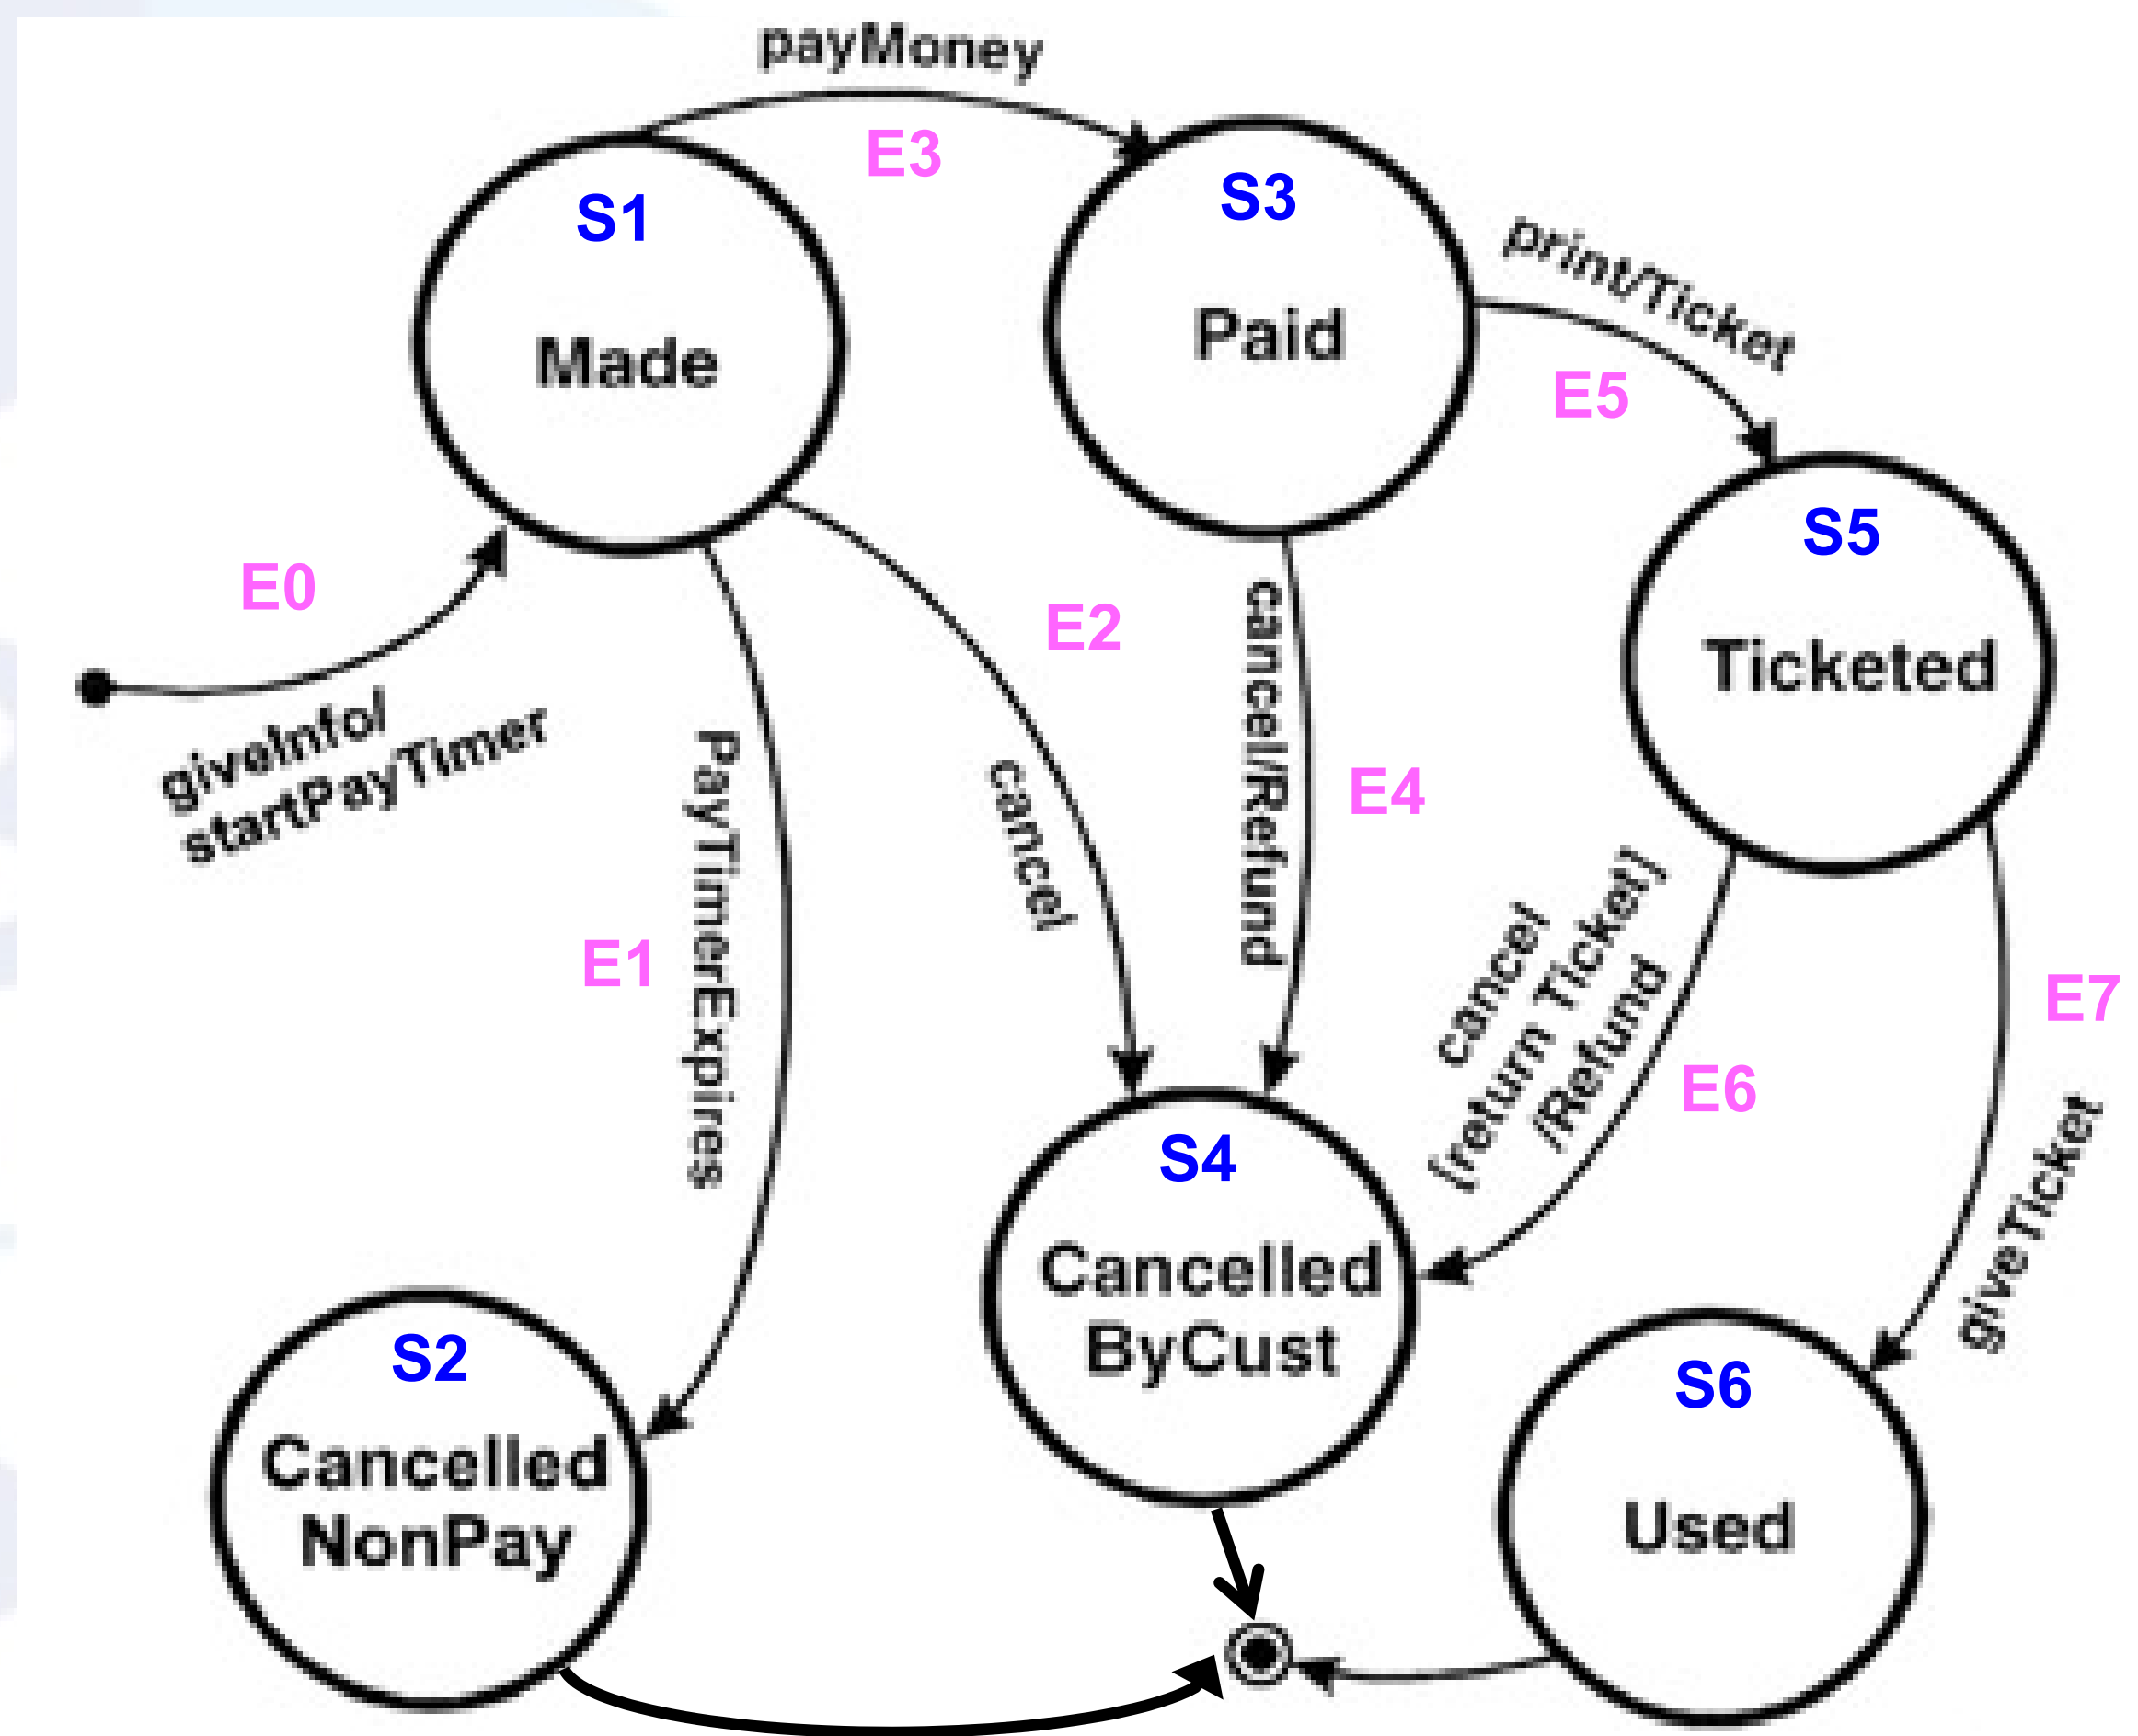 payMoney
E3
S1
Made
S3
Paid
print/Ticket
E5
S5
Ticketed
E0
giveInfo/
startPayTimer
E2
cancel
cancel/Refund
E4
PayTimerExpires
E1
cancel
[return Ticket]
/Refund
E6
E7
giveTicket
S4
Cancelled
ByCust
S2
Cancelled
NonPay
S6
Used